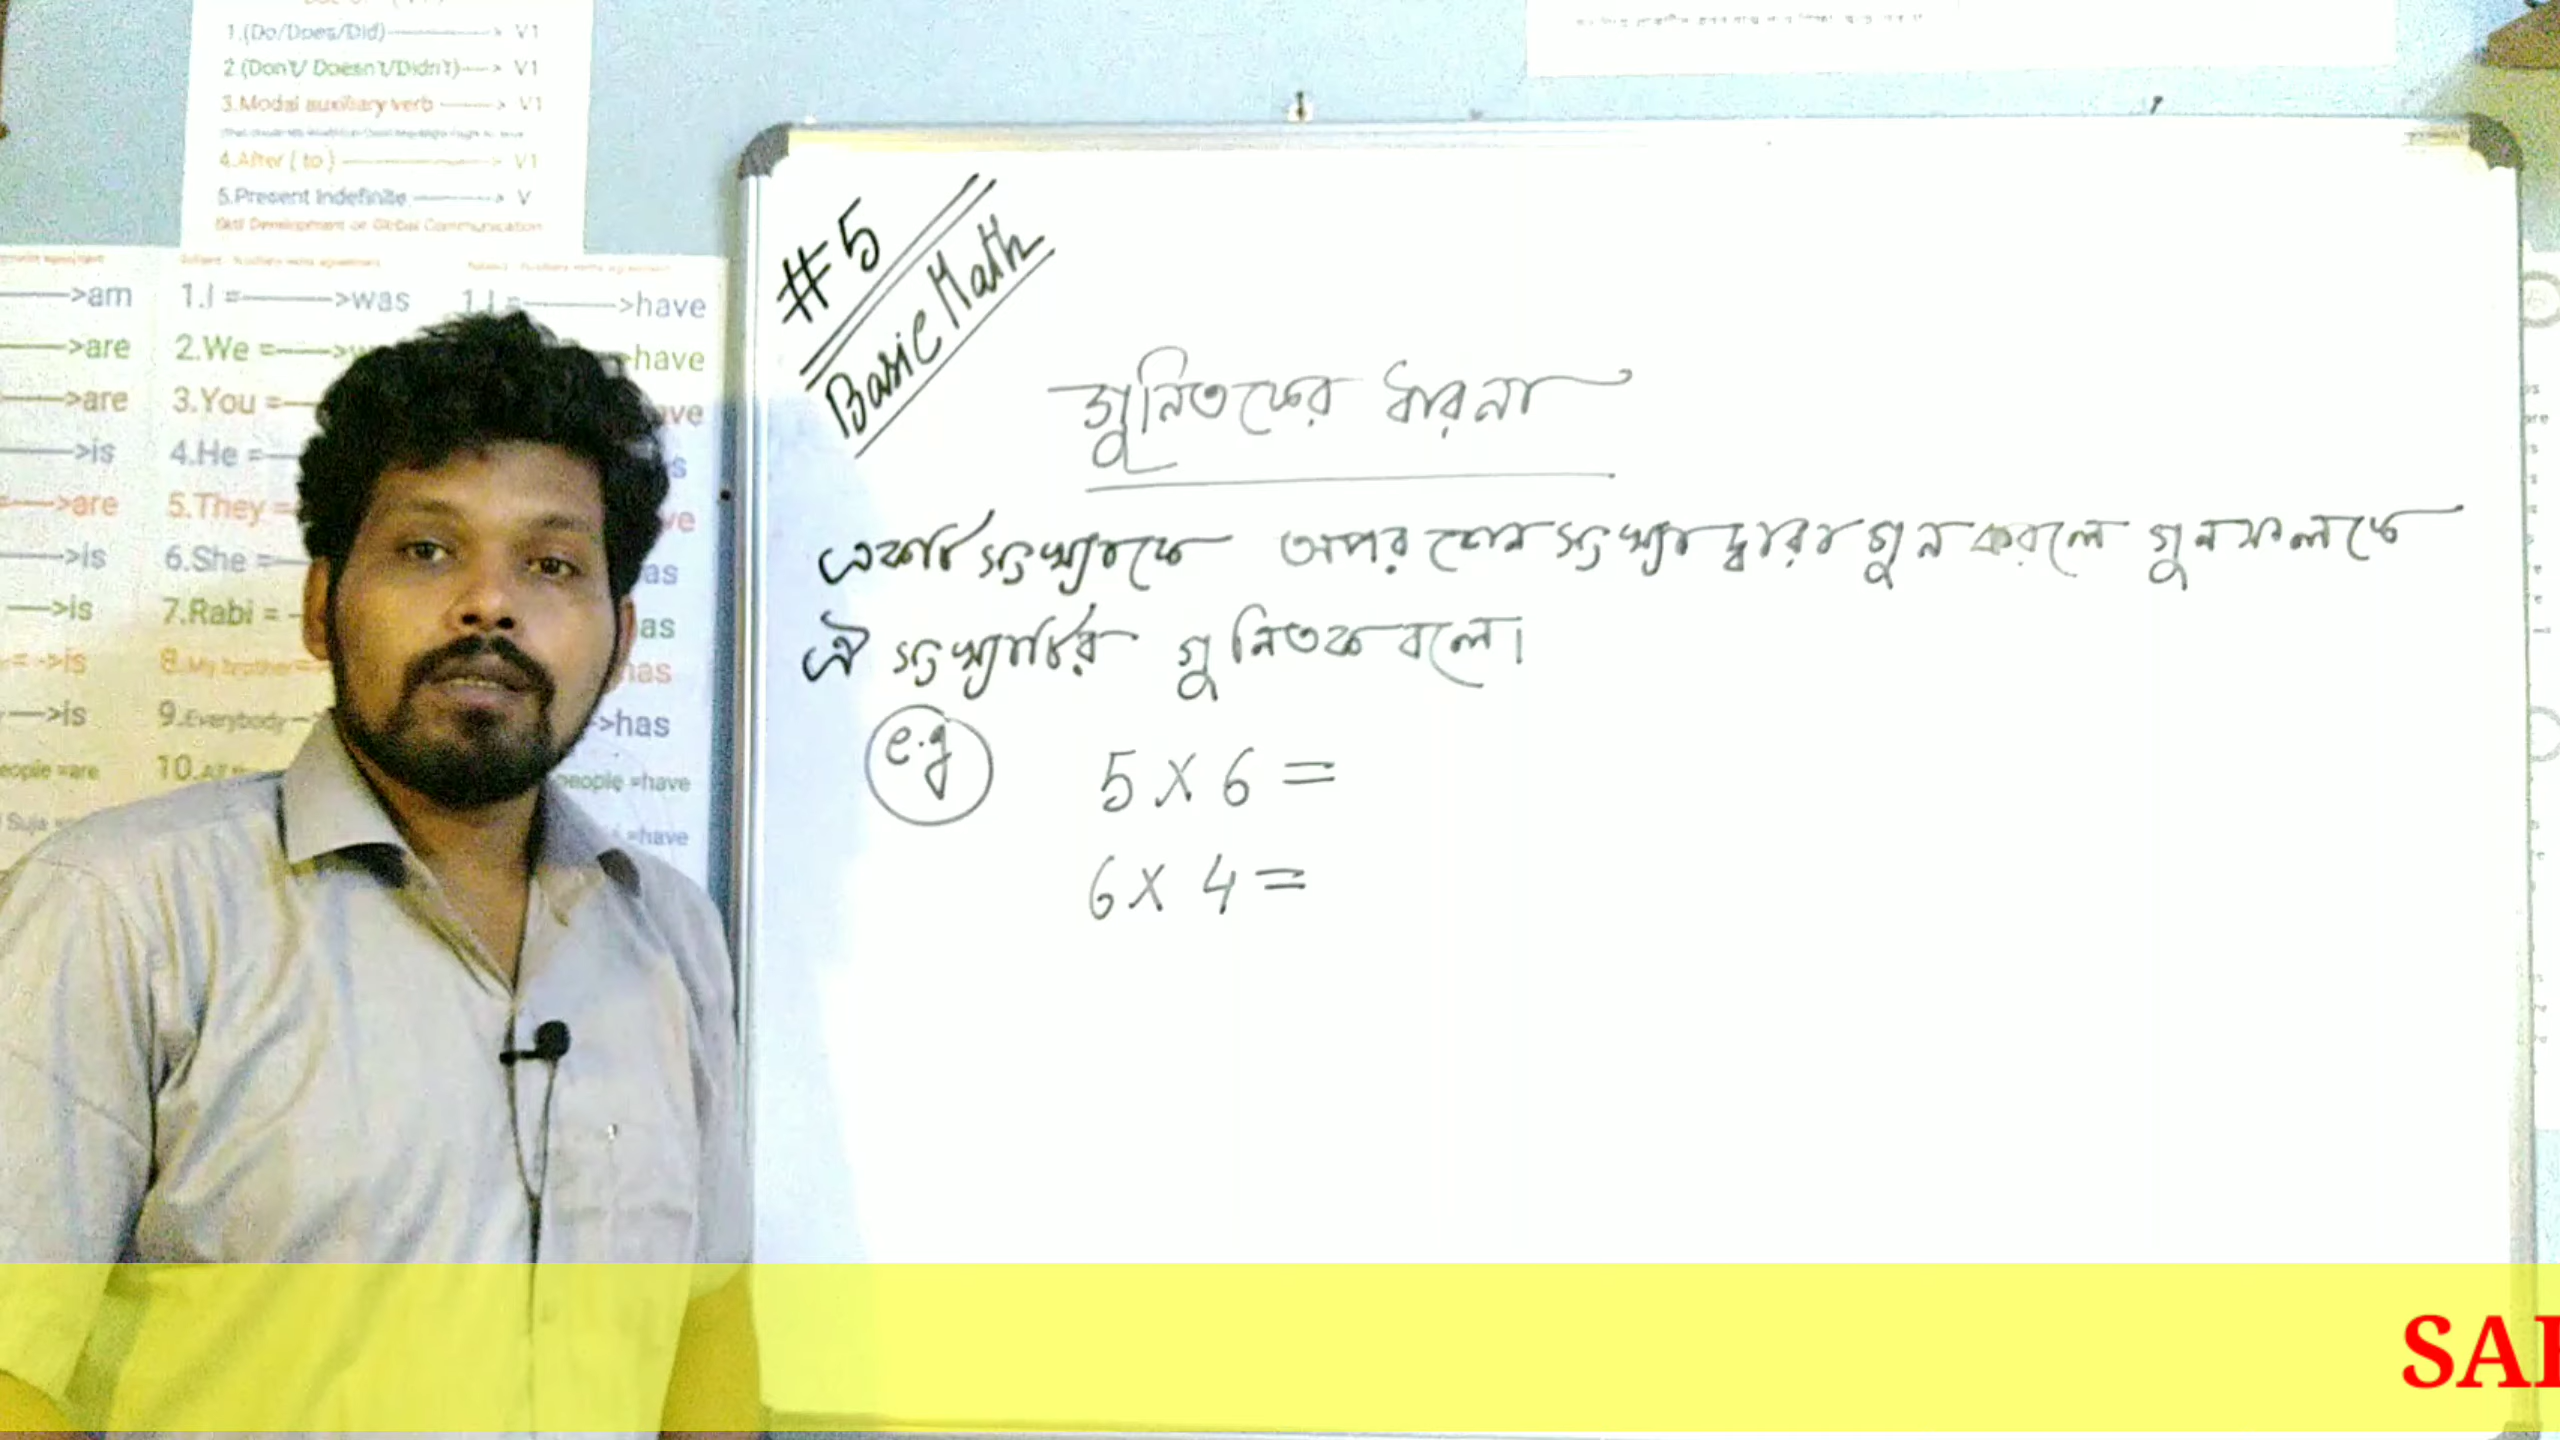 1.(Do/Does/Did)--------> V1
2.(Don't/ Doesn't/Didn't)---> V1
3.Modal auxiliary verb -----> V1
4.After ( to ) -----------> V1
5.Present Indefinite --------> V
Skill Development or Global Communication
--->am
--->are
--->are
--->is
--->are
--->is
--->is
= ->is
--->is
people =are
1.I =------->was
2.We =---->
3.You =--
4.He =--
5.They =
6.She =--
7.Rabi = -
8.My brother=
9.Everybody--
10.
1.I =------->have
>have
ave
s
ve
as
as
has
>has
people =have
=have
#5
Basic Math
গুনিতকের ধারনা
একটি সংখ্যাকে অপর কোন সংখ্যা দ্বারা গুন করলে গুনফলকে
ঐ সংখ্যাটির গুনিতক বলে।
e.g
5 x 6 =
6 x 4 =
SAI